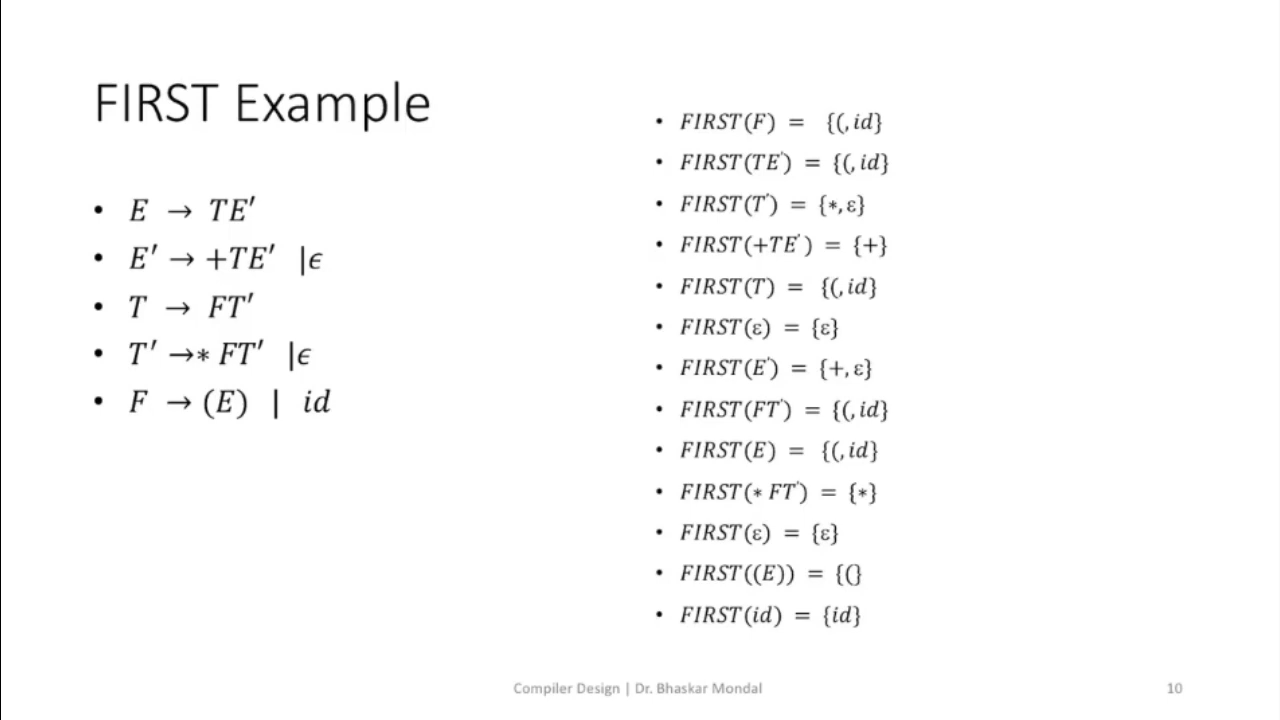 FIRST Example
• E → TE′
• E′ → +TE′ |ϵ
• T → FT′
• T′ →∗ FT′ |ϵ
• F → (E) | id
• FIRST(F) = {(, id}
• FIRST(TE′) = {(, id}
• FIRST(T′) = {∗, ε}
• FIRST(+TE′) = {+}
• FIRST(T) = {(, id}
• FIRST(ε) = {ε}
• FIRST(E′) = {+, ε}
• FIRST(FT′) = {(, id}
• FIRST(E) = {(, id}
• FIRST(∗ FT′) = {∗}
• FIRST(ε) = {ε}
• FIRST((E)) = {(}
• FIRST(id) = {id}
Compiler Design | Dr. Bhaskar Mondal
10